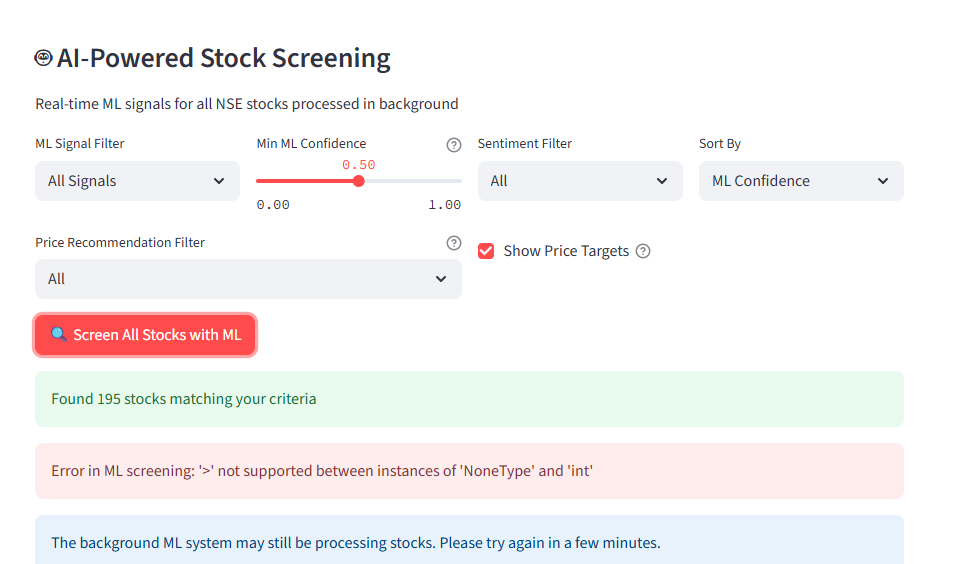 AI-Powered Stock Screening
Real-time ML signals for all NSE stocks processed in background
ML Signal Filter
All Signals
Min ML Confidence
0.50
0.00 1.00
Sentiment Filter
All
Sort By
ML Confidence
Price Recommendation Filter
All
Show Price Targets
Screen All Stocks with ML
Found 195 stocks matching your criteria
Error in ML screening: '>' not supported between instances of 'NoneType' and 'int'
The background ML system may still be processing stocks. Please try again in a few minutes.